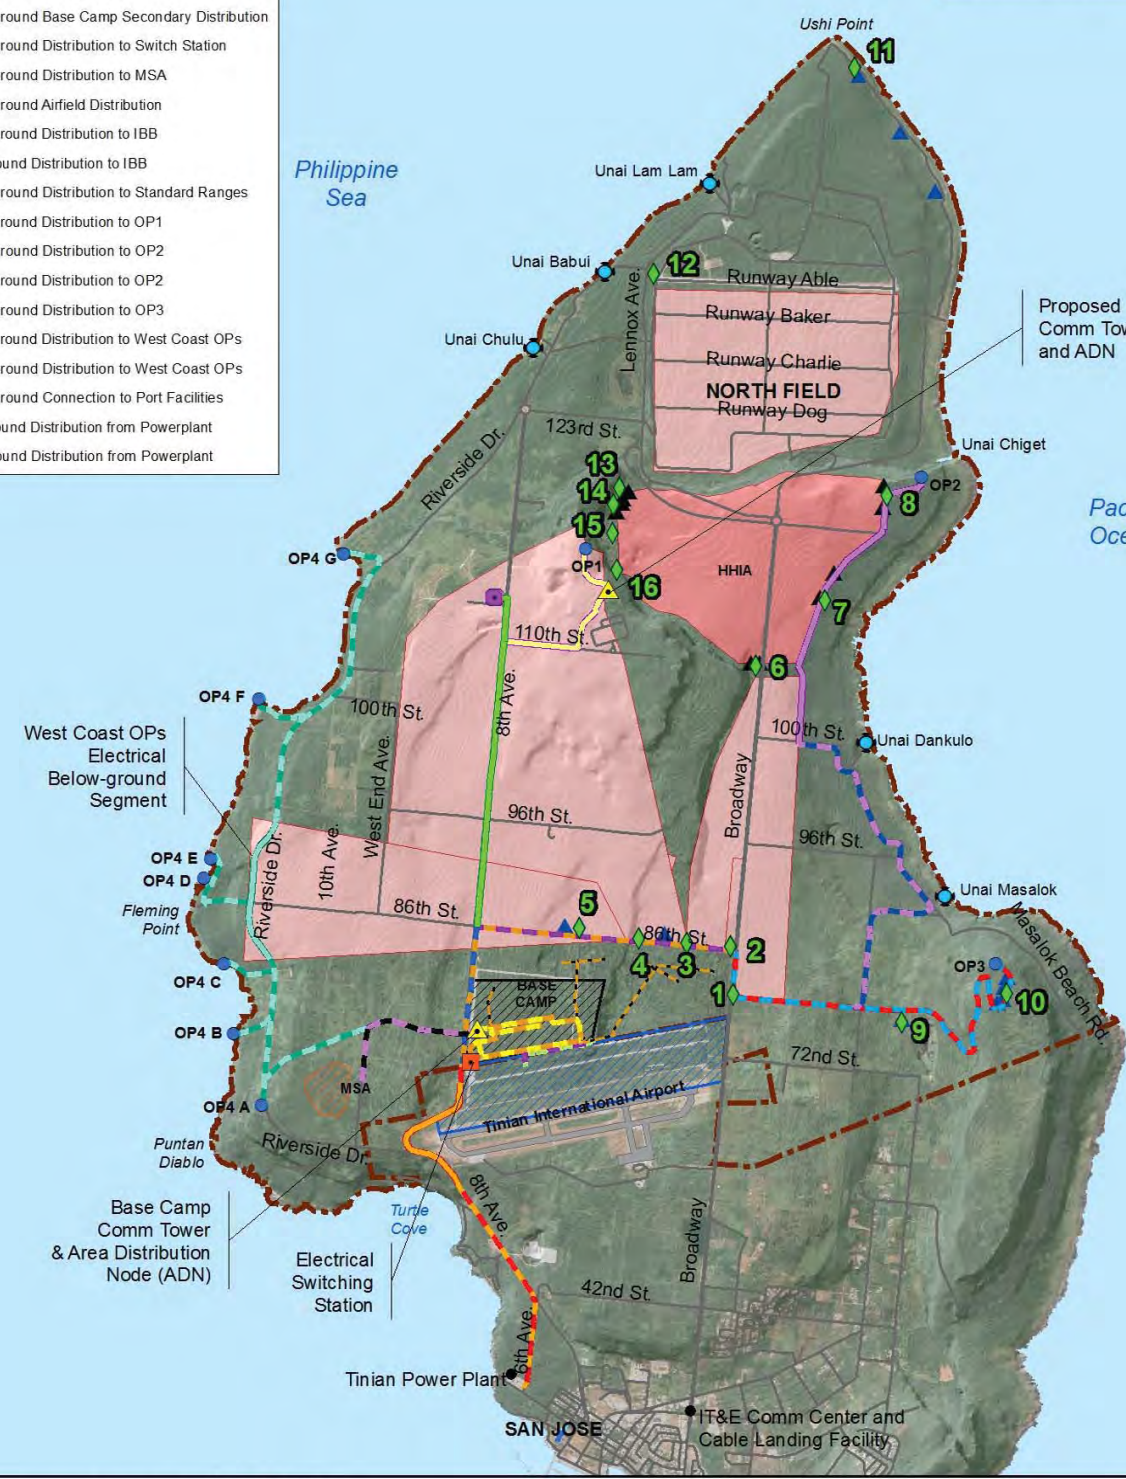 round Base Camp Secondary Distribution
round Distribution to Switch Station
round Distribution to MSA
round Airfield Distribution
round Distribution to IBB
ound Distribution to IBB
round Distribution to Standard Ranges
round Distribution to OP1
round Distribution to OP2
round Distribution to OP2
round Distribution to OP3
round Distribution to West Coast OPs
round Distribution to West Coast OPs
round Connection to Port Facilities
ound Distribution from Powerplant
ound Distribution from Powerplant
Ushi Point
11
Philippine
Sea
Unai Lam Lam
Unai Babui
12
Runway Able
Runway Baker
Lennox Ave.
Unai Chulu
Runway Charlie
NORTH FIELD
Runway Dog
Proposed
Comm Tow
and ADN
123rd St.
Riverside Dr.
Unai Chiget
13
14
15
OP2
8
Pac
Oce
OP4 G
OP1
HHIA
16
7
110th St.
6
OP4 F
100th St.
8th Ave.
100th St.
Unai Dankulo
West Coast OPs
Electrical
Below-ground
Segment
West End Ave.
Broadway
96th St.
96th St.
OP4 E
OP4 D
10th Ave.
Riverside Dr.
Unai Masalok
Fleming
Point
86th St.
5
86th St.
4
3
2
Masalok Beach Rd.
OP4 C
OP3
BASE
CAMP
1
10
OP4 B
9
72nd St.
MSA
OP4 A
Tinian International Airport
Puntan
Diablo
Riverside Dr.
8th Ave.
Turtle
Cove
Base Camp
Comm Tower
& Area Distribution
Node (ADN)
Broadway
Electrical
Switching
Station
42nd St.
6th Ave.
Tinian Power Plant
SAN JOSE
IT&E Comm Center and
Cable Landing Facility